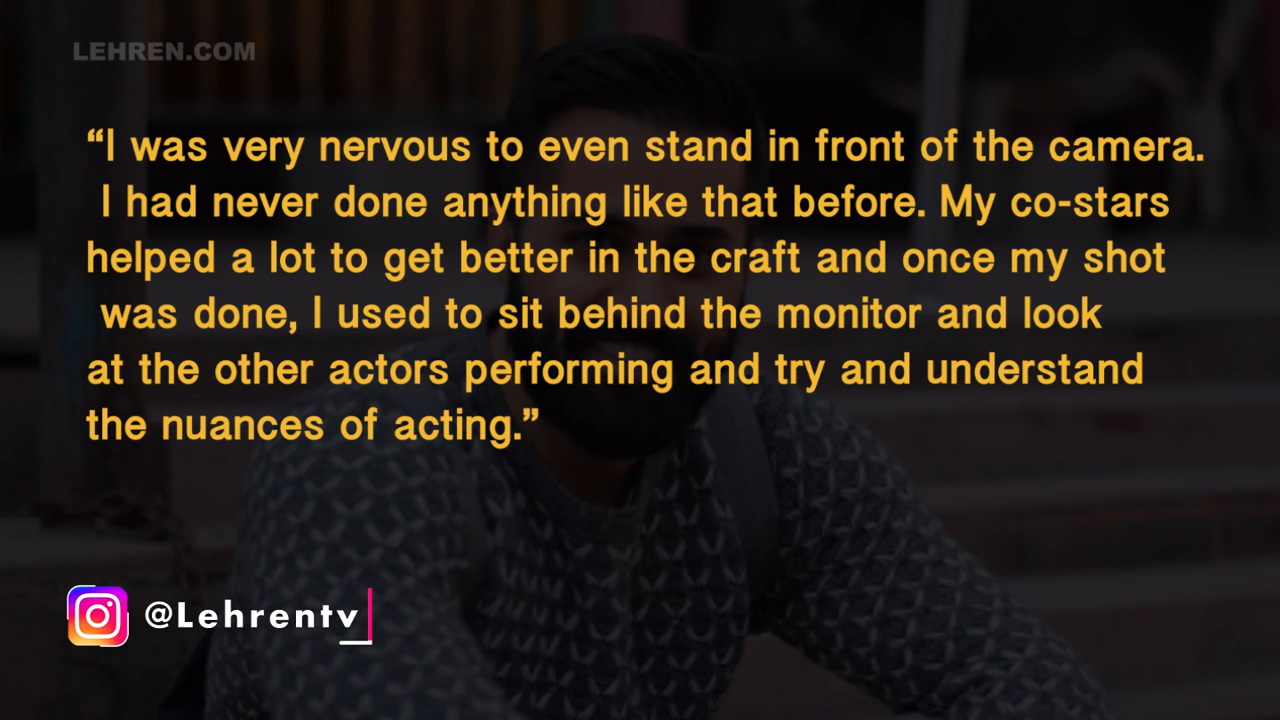 LEHREN.COM
“I was very nervous to even stand in front of the camera.
I had never done anything like that before. My co-stars
helped a lot to get better in the craft and once my shot
was done, I used to sit behind the monitor and look
at the other actors performing and try and understand
the nuances of acting.”
@Lehrentv